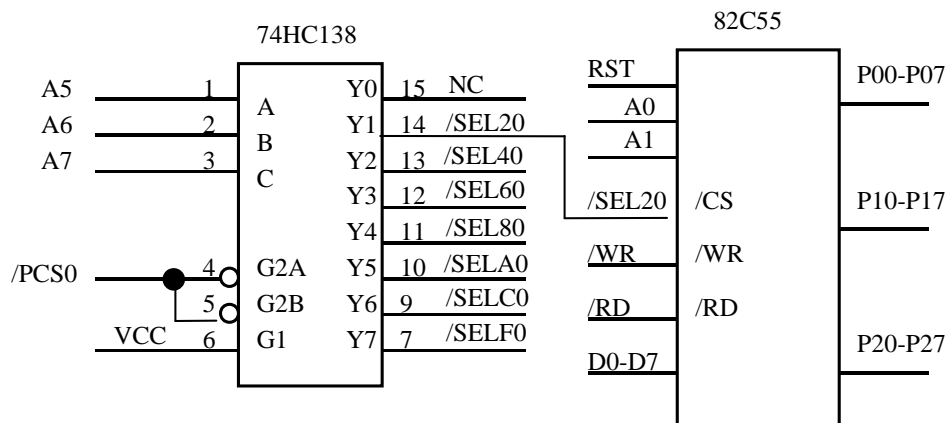 74HC138
A5 1 A Y0 15 NC
A6 2 B Y1 14 /SEL20
A7 3 C Y2 13 /SEL40
Y3 12 /SEL60
Y4 11 /SEL80
/PCS0 4 G2A Y5 10 /SELA0
5 G2B Y6 9 /SELC0
VCC 6 G1 Y7 7 /SELF0
82C55
RST P00-P07
A0
A1
/SEL20 /CS P10-P17
/WR /WR
/RD /RD
D0-D7 P20-P27